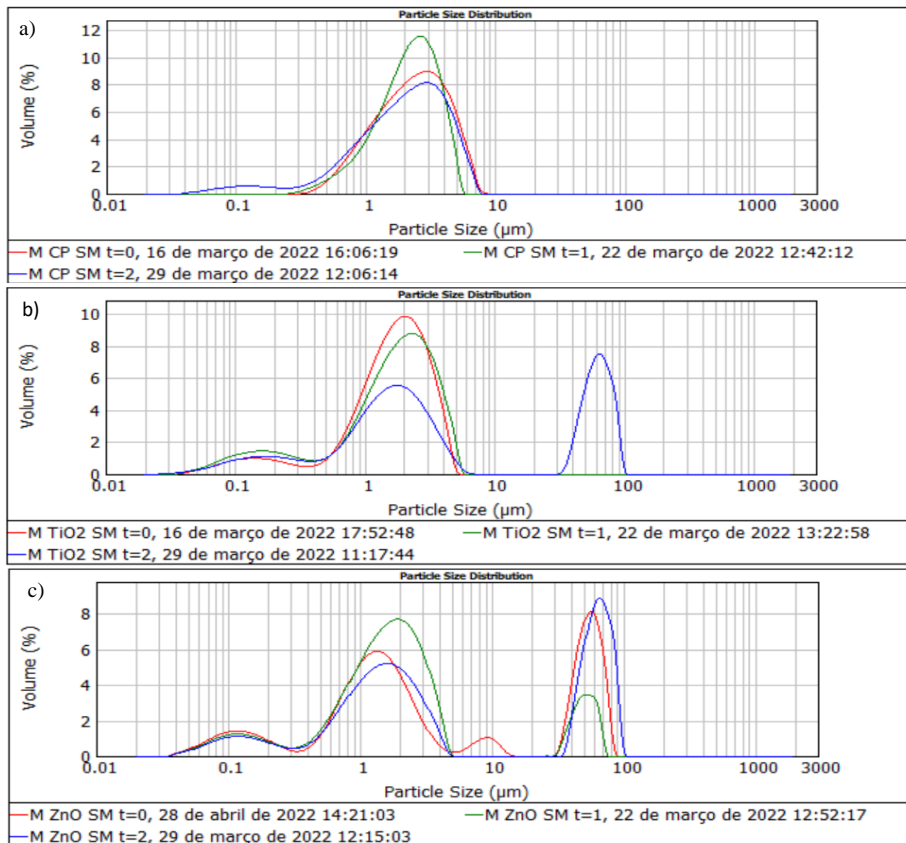 Particle Size Distribution
a)
Volume (%)
12
10
8
6
4
2
0
0.01 0.1 1 10 100 1000 3000
Particle Size (µm)
M CP SM t=0, 16 de março de 2022 16:06:19 M CP SM t=1, 22 de março de 2022 12:42:12
M CP SM t=2, 29 de março de 2022 12:06:14
Particle Size Distribution
b)
Volume (%)
10
8
6
4
2
0
0.01 0.1 1 10 100 1000 3000
Particle Size (µm)
M TiO2 SM t=0, 16 de março de 2022 17:52:48 M TiO2 SM t=1, 22 de março de 2022 13:22:58
M TiO2 SM t=2, 29 de março de 2022 11:17:44
Particle Size Distribution
c)
Volume (%)
8
6
4
2
0
0.01 0.1 1 10 100 1000 3000
Particle Size (µm)
M ZnO SM t=0, 28 de abril de 2022 14:21:03 M ZnO SM t=1, 22 de março de 2022 12:52:17
M ZnO SM t=2, 29 de março de 2022 12:15:03